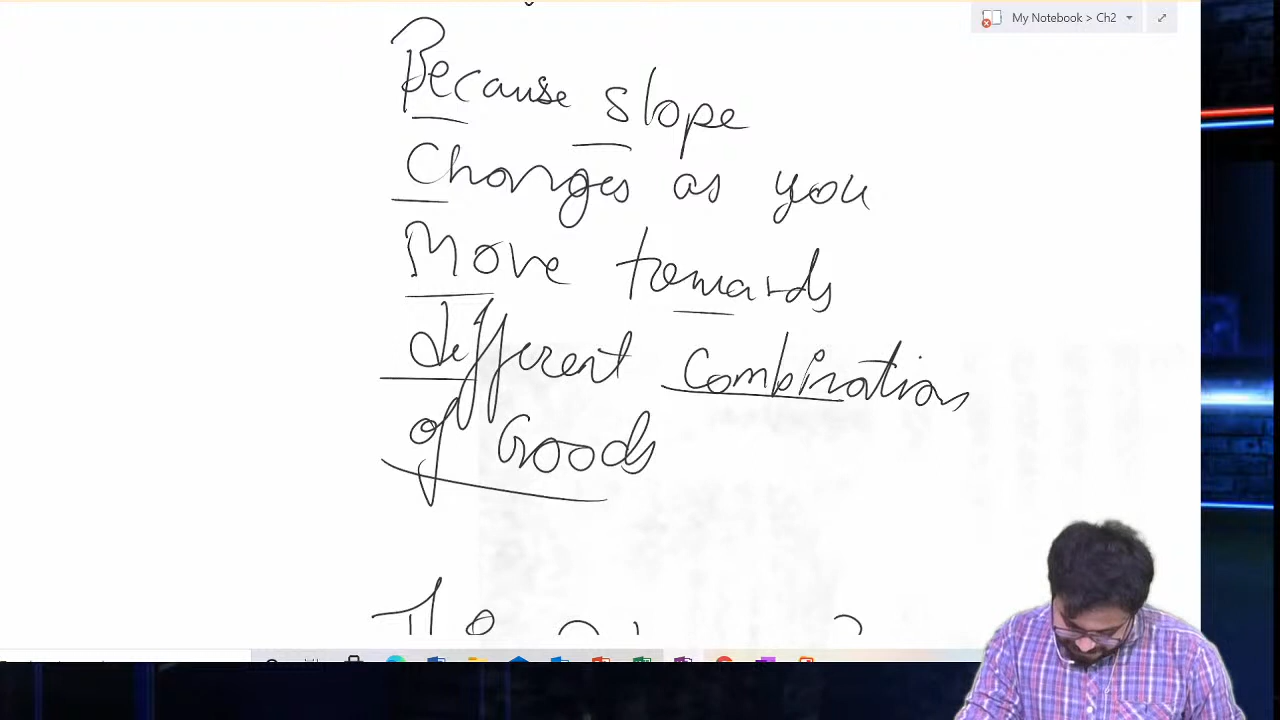 My Notebook > Ch2
Because slope
Changes as you
Move towards
different Combination
of Goods